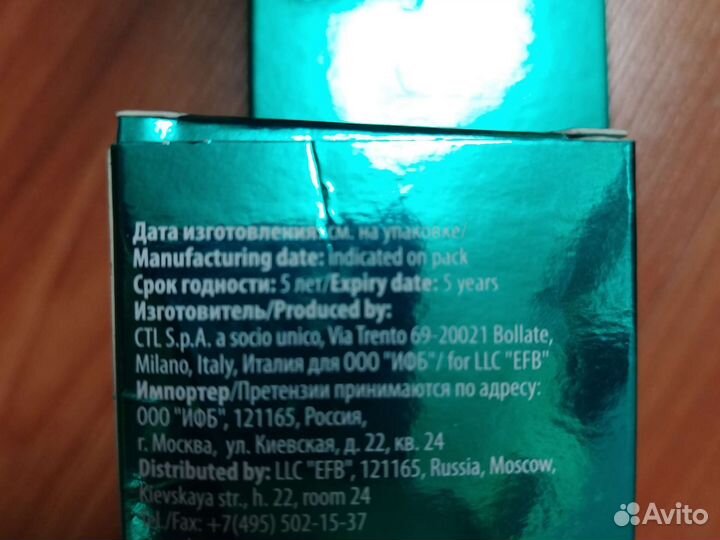 Дата изготовления: см. на упаковке/
Manufacturing date: indicated on pack
Срок годности: 5 лет/Expiry date: 5 years
Изготовитель/Produced by:
CTL S.p.A. a socio unico, Via Trento 69-20021 Bollate,
Milano, Italy, Италия для ООО "ИФБ"/ for LLC "EFB"
Импортер/Претензии принимаются по адресу:
ООО "ИФБ", 121165, Россия,
г. Москва, ул. Киевская, д. 22, кв. 24
Distributed by: LLC "EFB", 121165, Russia, Moscow,
Kievskaya str., h. 22, room 24
Tel./Fax: +7(495) 502-15-37
Avito